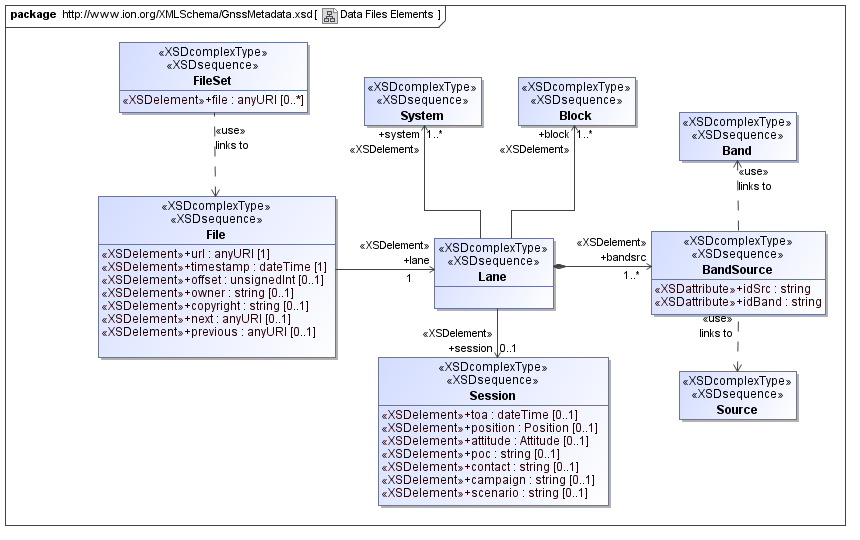 package http://www.ion.org/XMLSchema/GnssMetadata.xsd[ Data Files Elements ]
«XSDcomplexType»
«XSDsequence»
FileSet
«XSDelement»+file : anyURI [0..*]
«use»
links to
«XSDcomplexType»
«XSDsequence»
System
+system 1..*
«XSDelement»
«XSDcomplexType»
«XSDsequence»
Block
+block 1..*
«XSDelement»
«XSDcomplexType»
«XSDsequence»
Band
«use»
links to
«XSDcomplexType»
«XSDsequence»
File
«XSDelement»+url : anyURI [1]
«XSDelement»+timestamp : dateTime [1]
«XSDelement»+offset : unsignedInt [0..1]
«XSDelement»+owner : string [0..1]
«XSDelement»+copyright : string [0..1]
«XSDelement»+next : anyURI [0..1]
«XSDelement»+previous : anyURI [0..1]
«XSDelement»
+lane
1
«XSDcomplexType»
«XSDsequence»
Lane
«XSDelement»
+bandsrc
1..*
«XSDcomplexType»
«XSDsequence»
BandSource
«XSDattribute»+idSrc : string
«XSDattribute»+idBand : string
«use»
links to
«XSDcomplexType»
«XSDsequence»
Source
«XSDelement»
+session 0..1
«XSDcomplexType»
«XSDsequence»
Session
«XSDelement»+toa : dateTime [0..1]
«XSDelement»+position : Position [0..1]
«XSDelement»+attitude : Attitude [0..1]
«XSDelement»+poc : string [0..1]
«XSDelement»+contact : string [0..1]
«XSDelement»+campaign : string [0..1]
«XSDelement»+scenario : string [0..1]